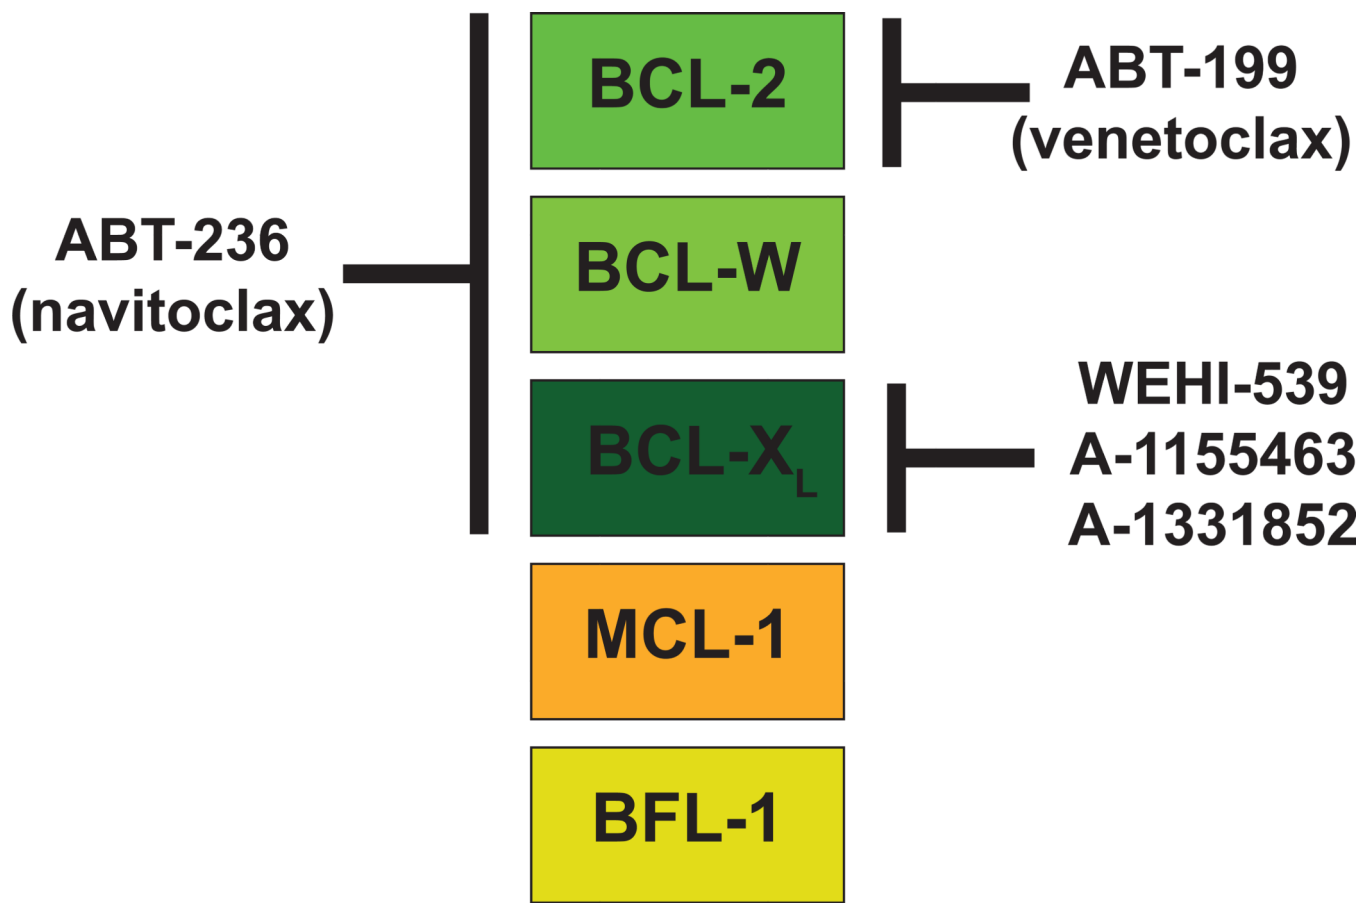 BCL-2
ABT-199
(venetoclax)
ABT-236
(navitoclax)
BCL-W
BCL-XL
WEHI-539
A-1155463
A-1331852
MCL-1
BFL-1